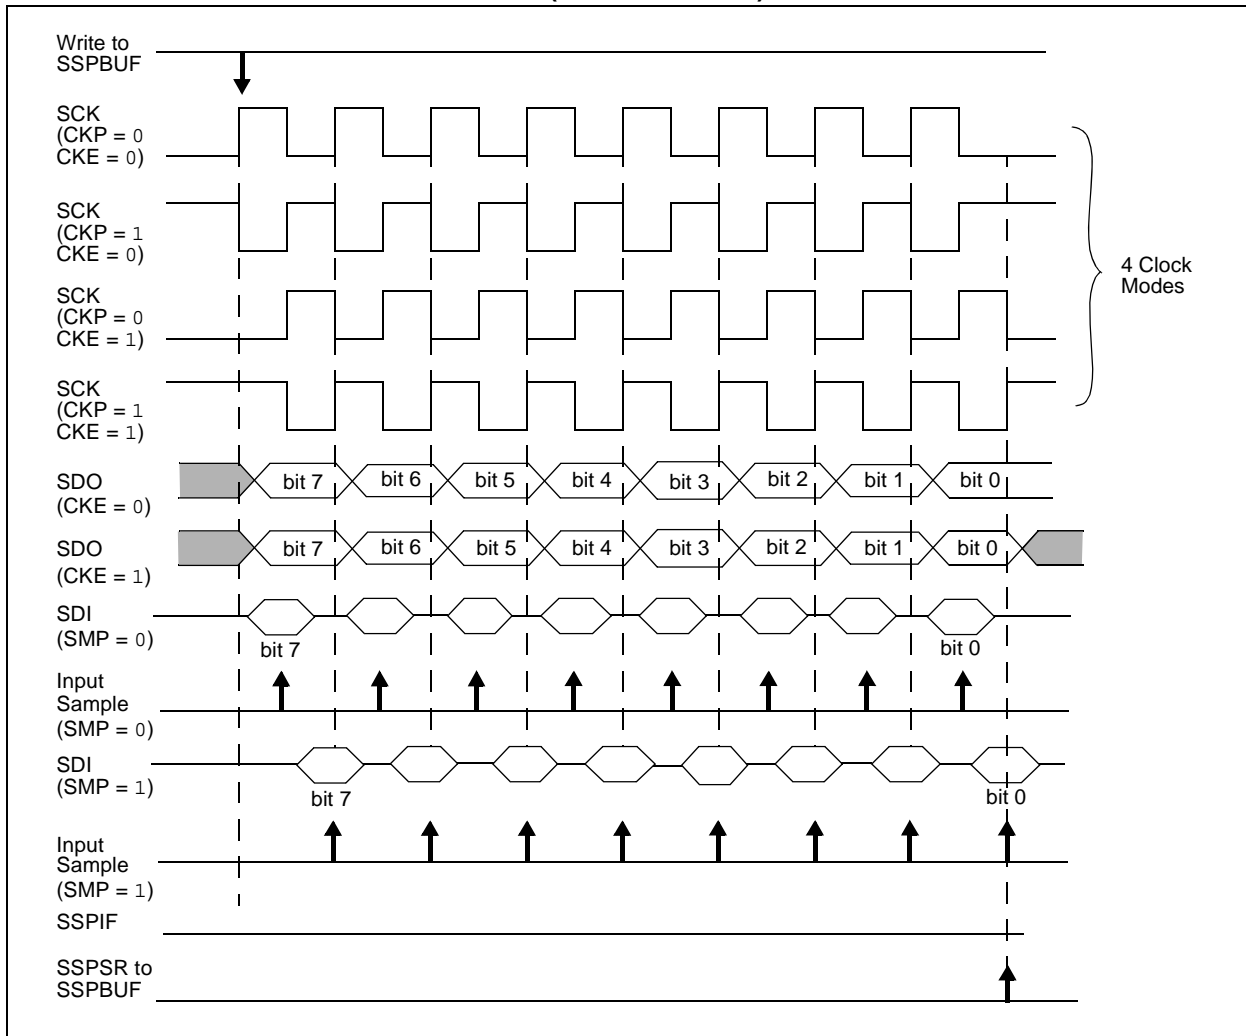 Write to
SSPBUF
SCK
(CKP = 0
CKE = 0)
SCK
(CKP = 1
CKE = 0)
4 Clock
Modes
SCK
(CKP = 0
CKE = 1)
SCK
(CKP = 1
CKE = 1)
SDO
(CKE = 0)
bit 7 bit 6 bit 5 bit 4 bit 3 bit 2 bit 1 bit 0
SDO
(CKE = 1)
bit 7 bit 6 bit 5 bit 4 bit 3 bit 2 bit 1 bit 0
SDI
(SMP = 0)
bit 7 bit 0
Input
Sample
(SMP = 0)
SDI
(SMP = 1)
bit 7 bit 0
Input
Sample
(SMP = 1)
SSPIF
SSPSR to
SSPBUF